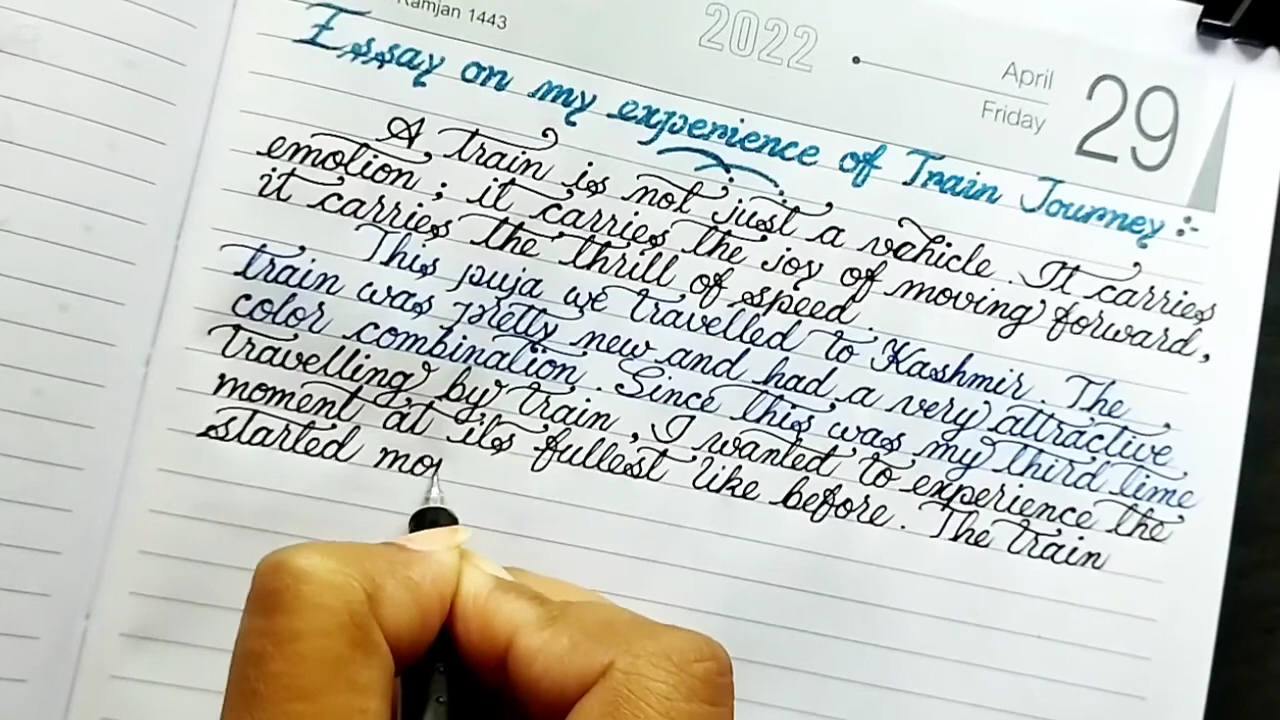 Ramjan 1443
2022
April
Friday
29
Essay on my experience of Train Journey :-
A train is not just a vehicle. It carries
emotion ; it carries the joy of moving forward,
it carries the thrill of speed.
This puja we travelled to Kashmir. The
train was pretty new and had a very attractive
color combination. Since this was my third time
travelling by train, I wanted to experience the
moment at its fullest like before. The train
started mo